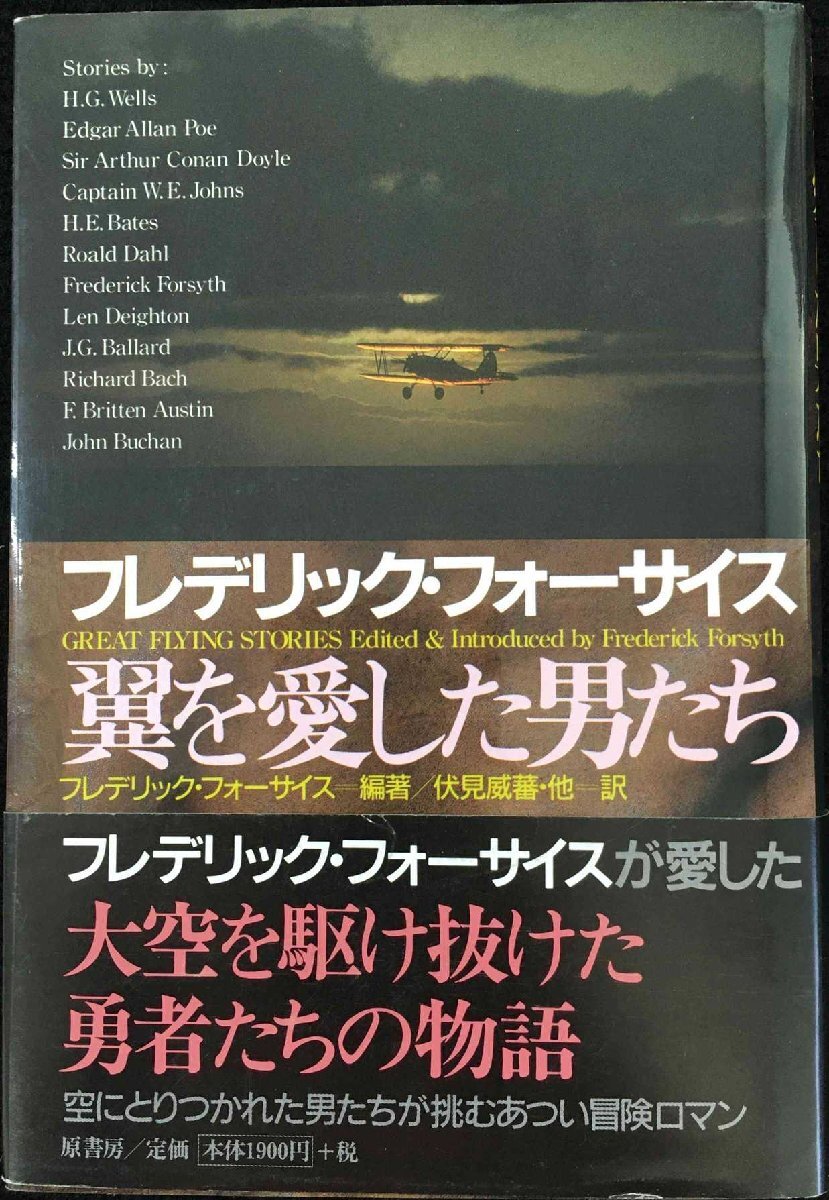 Stories by:
H.G. Wells
Edgar Allan Poe
Sir Arthur Conan Doyle
Captain W.E. Johns
H.E. Bates
Roald Dahl
Frederick Forsyth
Len Deighton
J.G. Ballard
Richard Bach
F. Britten Austin
John Buchan
フレデリック・フォーサイス
GREAT FLYING STORIES Edited & Introduced by Frederick Forsyth
翼を愛した男たち
フレデリック・フォーサイス―編著/伏見威蕃・他―訳
フレデリック・フォーサイスが愛した
大空を駆け抜けた
勇者たちの物語
空にとりつかれた男たちが挑むあつい冒険ロマン
原書房/定価 本体1900円+税